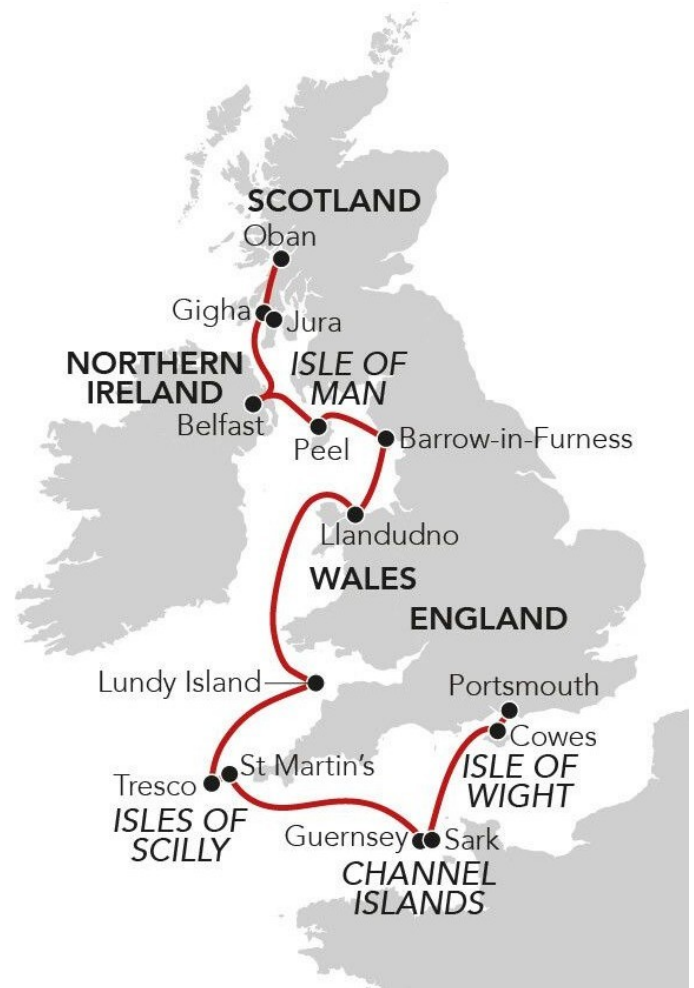 SCOTLAND
Oban
Gigha
Jura
NORTHERN
IRELAND
ISLE OF
MAN
Belfast
Peel
Barrow-in-Furness
Llandudno
WALES
ENGLAND
Lundy Island
Portsmouth
Cowes
ISLE OF
WIGHT
St Martin's
Tresco
ISLES OF
SCILLY
Guernsey
Sark
CHANNEL
ISLANDS